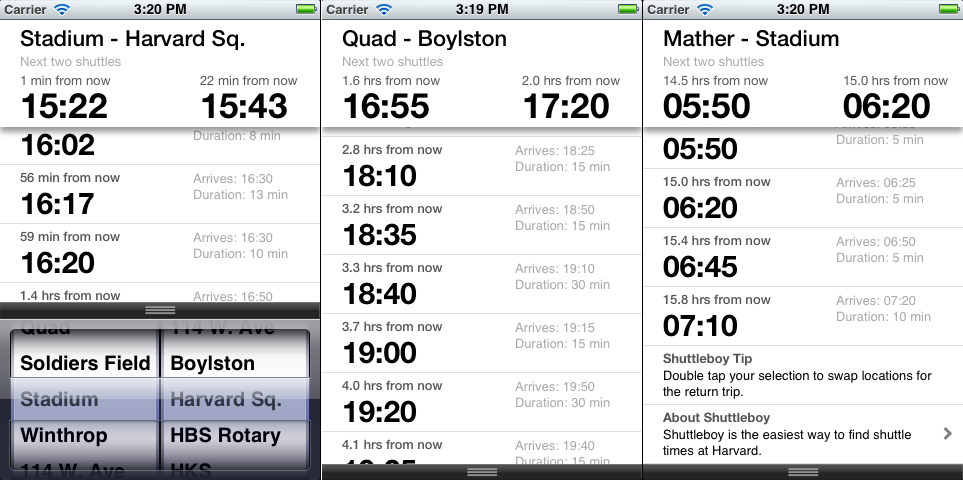 Carrier 3:20 PM
Stadium - Harvard Sq.
Next two shuttles
1 min from now 22 min from now
15:22 15:43
Duration: 8 min
16:02
56 min from now Arrives: 16:30
16:17 Duration: 13 min
59 min from now Arrives: 16:30
16:20 Duration: 10 min
1.4 hrs from now Arrives: 16:50
Quad 114 W. Ave
Soldiers Field Boylston
Stadium Harvard Sq.
Winthrop HBS Rotary
114 W. Ave HKS
Carrier 3:19 PM
Quad - Boylston
Next two shuttles
1.6 hrs from now 2.0 hrs from now
16:55 17:20
2.8 hrs from now Arrives: 18:25
18:10 Duration: 15 min
3.2 hrs from now Arrives: 18:50
18:35 Duration: 15 min
3.3 hrs from now Arrives: 19:10
18:40 Duration: 30 min
3.7 hrs from now Arrives: 19:15
19:00 Duration: 15 min
4.0 hrs from now Arrives: 19:50
19:20 Duration: 30 min
4.1 hrs from now Arrives: 19:40
Duration: 15 min
Carrier 3:20 PM
Mather - Stadium
Next two shuttles
14.5 hrs from now 15.0 hrs from now
05:50 06:20
Duration: 5 min
05:50
15.0 hrs from now Arrives: 06:25
06:20 Duration: 5 min
15.4 hrs from now Arrives: 06:50
06:45 Duration: 5 min
15.8 hrs from now Arrives: 07:20
07:10 Duration: 10 min
Shuttleboy Tip
Double tap your selection to swap locations for
the return trip.
About Shuttleboy
Shuttleboy is the easiest way to find shuttle
times at Harvard.